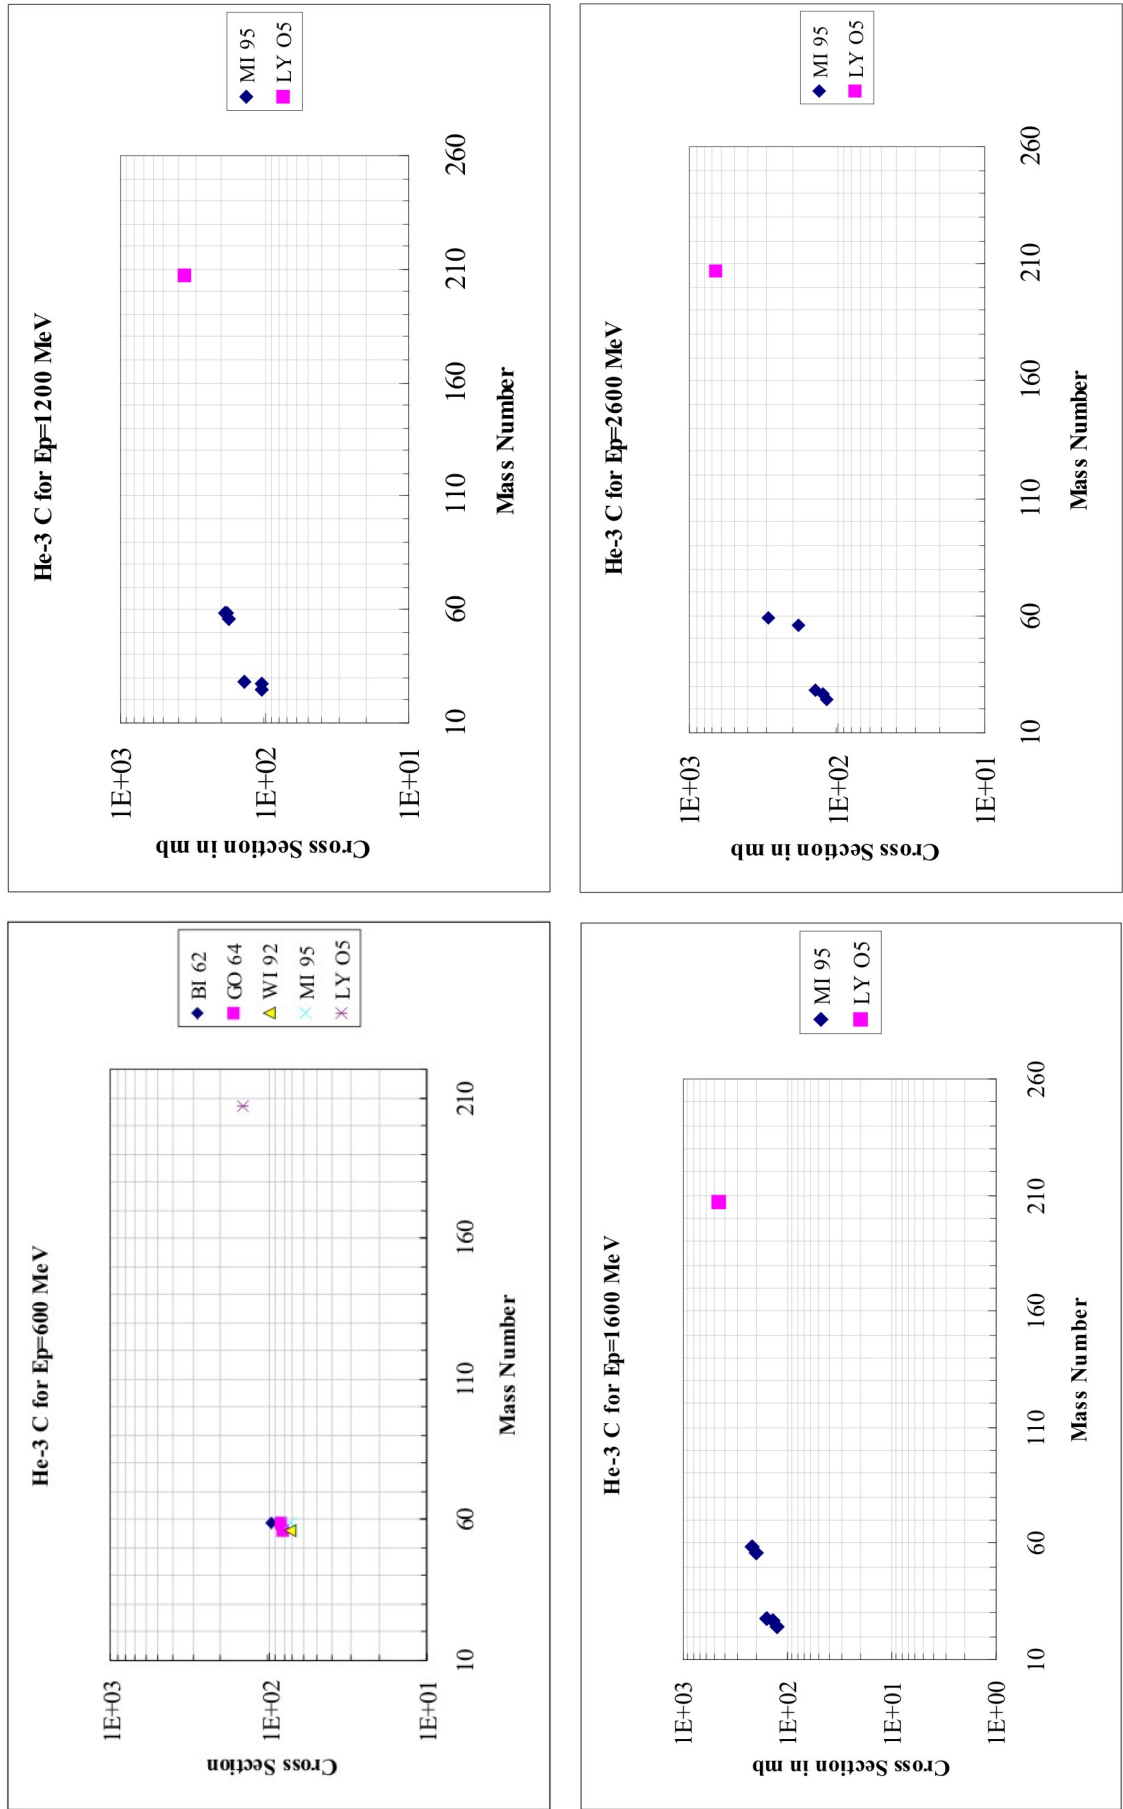 He-3 C for Ep=600 MeV
1E+03
1E+02
1E+01
Cross Section
10
60
110
160
210
Mass Number
BI 62
GO 64
WI 92
MI 95
LY O5
He-3 C for Ep=1200 MeV
1E+03
1E+02
1E+01
Cross Section in mb
10
60
110
160
210
260
Mass Number
MI 95
LY O5
He-3 C for Ep=1600 MeV
1E+03
1E+02
1E+01
1E+00
Cross Section in mb
10
60
110
160
210
260
Mass Number
MI 95
LY O5
He-3 C for Ep=2600 MeV
1E+03
1E+02
1E+01
Cross Section in mb
10
60
110
160
210
260
Mass Number
MI 95
LY O5